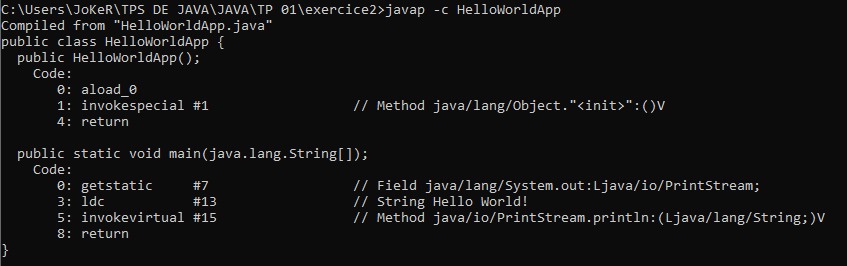 C:\Users\JoKeR\TPS DE JAVA\JAVA\TP 01\exercice2>javap -c HelloWorldApp
Compiled from "HelloWorldApp.java"
public class HelloWorldApp {
  public HelloWorldApp();
    Code:
       0: aload_0
       1: invokespecial #1                  // Method java/lang/Object."<init>":()V
       4: return

  public static void main(java.lang.String[]);
    Code:
       0: getstatic     #7                  // Field java/lang/System.out:Ljava/io/PrintStream;
       3: ldc           #13                 // String Hello World!
       5: invokevirtual #15                 // Method java/io/PrintStream.println:(Ljava/lang/String;)V
       8: return
}